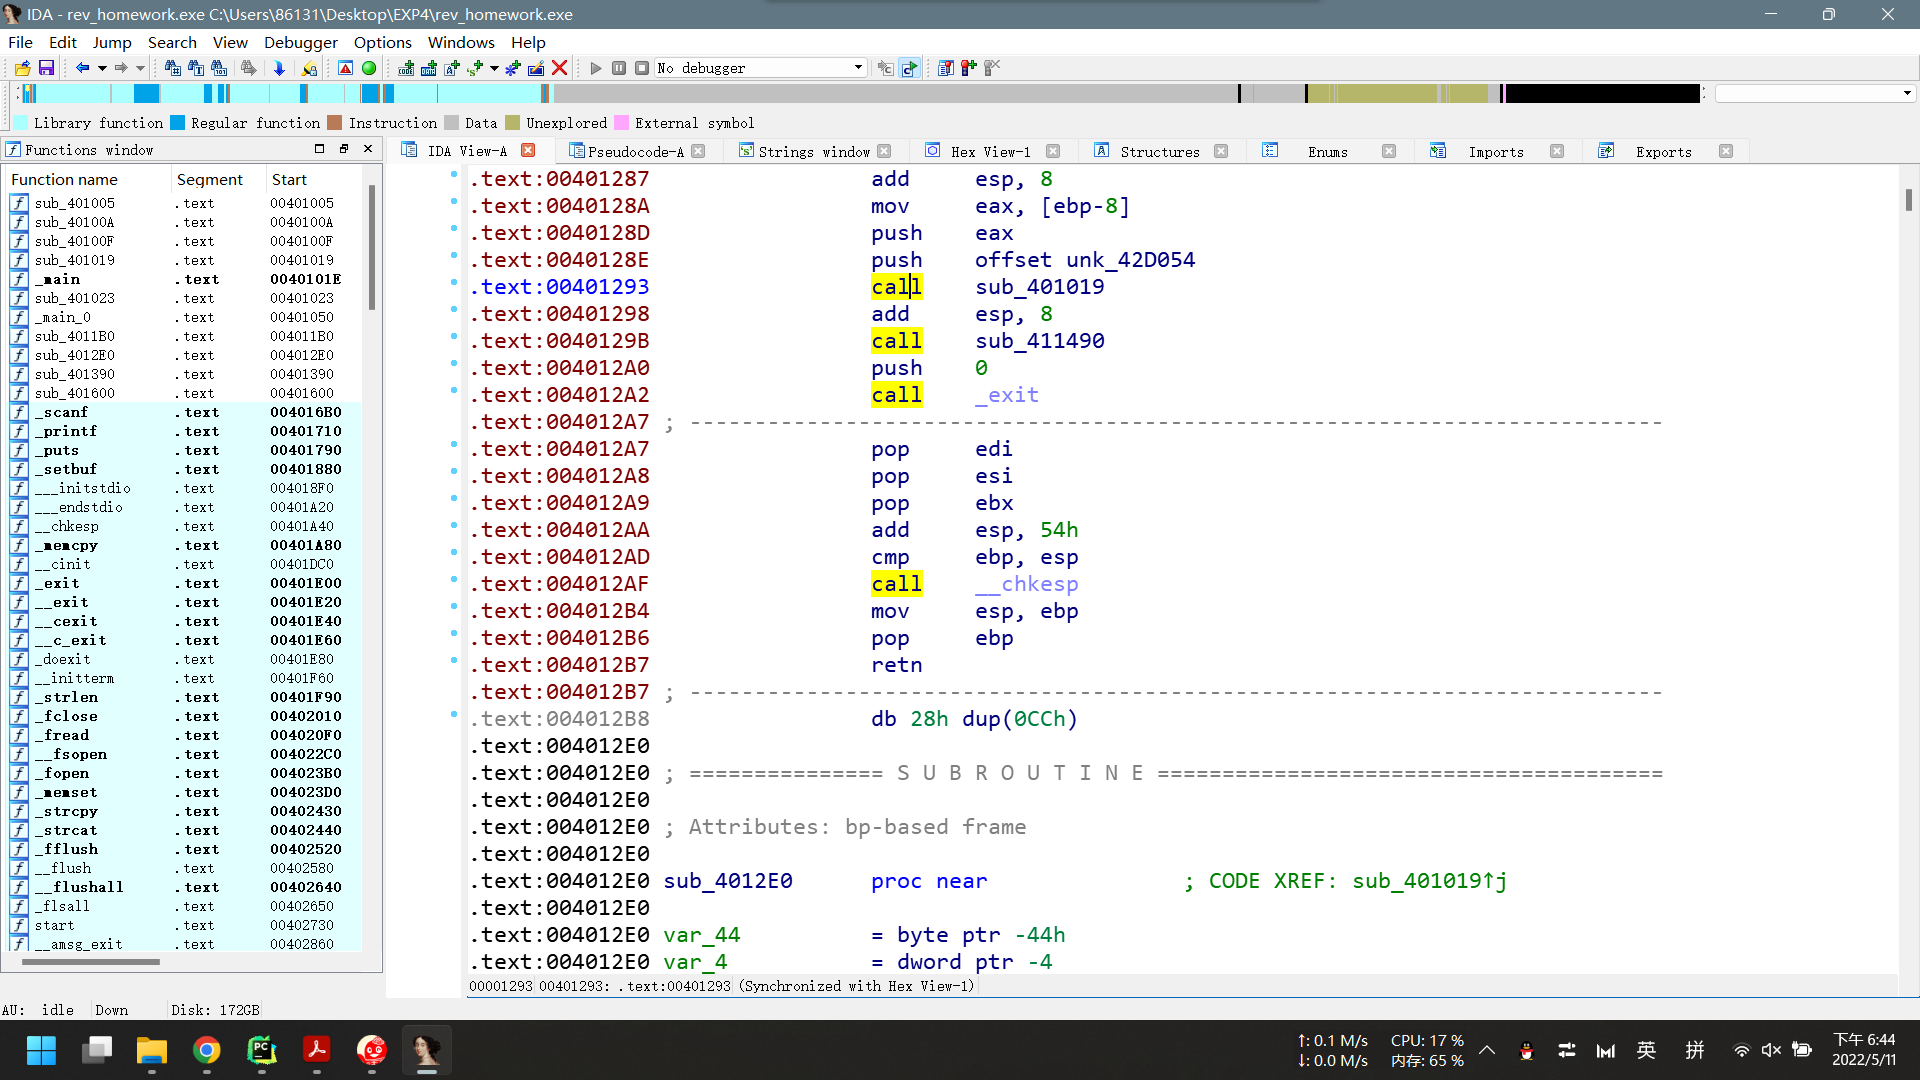 IDA - rev_homework.exe C:\Users\86131\Desktop\EXP4\rev_homework.exe
File Edit Jump Search View Debugger Options Windows Help
No debugger
Library function Regular function Instruction Data Unexplored External symbol
Functions window
IDA View-A Pseudocode-A Strings window Hex View-1 Structures Enums Imports Exports
Function name Segment Start
sub_401005 .text 00401005
sub_40100A .text 0040100A
sub_40100F .text 0040100F
sub_401019 .text 00401019
_main .text 0040101E
sub_401023 .text 00401023
_main_0 .text 00401050
sub_4011B0 .text 004011B0
sub_4012E0 .text 004012E0
sub_401390 .text 00401390
sub_401600 .text 00401600
_scanf .text 004016B0
_printf .text 00401710
_puts .text 00401790
_setbuf .text 00401880
___initstdio .text 004018F0
___endstdio .text 00401A20
__chkesp .text 00401A40
_memcpy .text 00401A80
__cinit .text 00401DC0
_exit .text 00401E00
__exit .text 00401E20
__cexit .text 00401E40
__c_exit .text 00401E60
_doexit .text 00401E80
__initterm .text 00401F60
_strlen .text 00401F90
_fclose .text 00402010
_fread .text 004020F0
__fsopen .text 004022C0
_fopen .text 004023B0
_memset .text 004023D0
_strcpy .text 00402430
_strcat .text 00402440
_fflush .text 00402520
__flush .text 00402580
__flushall .text 00402640
_flsall .text 00402650
start .text 00402730
__amsg_exit .text 00402860
.text:00401287 add esp, 8
.text:0040128A mov eax, [ebp-8]
.text:0040128D push eax
.text:0040128E push offset unk_42D054
.text:00401293 call sub_401019
.text:00401298 add esp, 8
.text:0040129B call sub_411490
.text:004012A0 push 0
.text:004012A2 call _exit
.text:004012A7 ; ---------------------------------------------------------------------------
.text:004012A7 pop edi
.text:004012A8 pop esi
.text:004012A9 pop ebx
.text:004012AA add esp, 54h
.text:004012AD cmp ebp, esp
.text:004012AF call __chkesp
.text:004012B4 mov esp, ebp
.text:004012B6 pop ebp
.text:004012B7 retn
.text:004012B7 ; ---------------------------------------------------------------------------
.text:004012B8 db 28h dup(0CCh)
.text:004012E0
.text:004012E0 ; =============== S U B R O U T I N E =======================================
.text:004012E0
.text:004012E0 ; Attributes: bp-based frame
.text:004012E0
.text:004012E0 sub_4012E0 proc near ; CODE XREF: sub_401019↑j
.text:004012E0
.text:004012E0 var_44 = byte ptr -44h
.text:004012E0 var_4 = dword ptr -4
00001293 00401293: .text:00401293 (Synchronized with Hex View-1)
AU: idle Down Disk: 172GB
↑: 0.1 M/s CPU: 17 %
↓: 0.0 M/s 内存: 65 %
英 拼
下午 6:44
2022/5/11